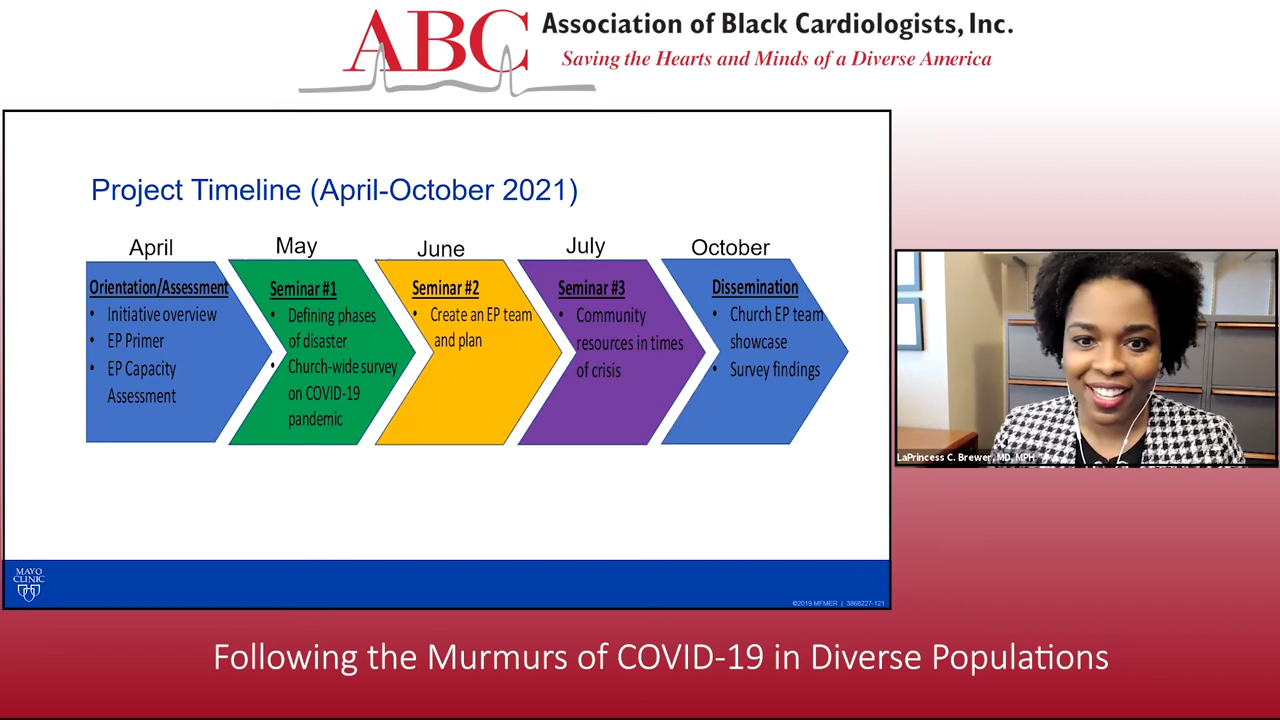 ABC
Association of Black Cardiologists, Inc.
Saving the Hearts and Minds of a Diverse America
Project Timeline (April-October 2021)
April
Orientation/Assessment
• Initiative overview
• EP Primer
• EP Capacity
Assessment
May
Seminar #1
• Defining phases
of disaster
• Church-wide survey
on COVID-19
pandemic
June
Seminar #2
• Create an EP team
and plan
July
Seminar #3
• Community
resources in times
of crisis
October
Dissemination
• Church EP team
showcase
• Survey findings
LaPrincess C. Brewer, MD, MPH
MAYO
CLINIC
©2019 MFMER | 3868227-121
Following the Murmurs of COVID-19 in Diverse Populations